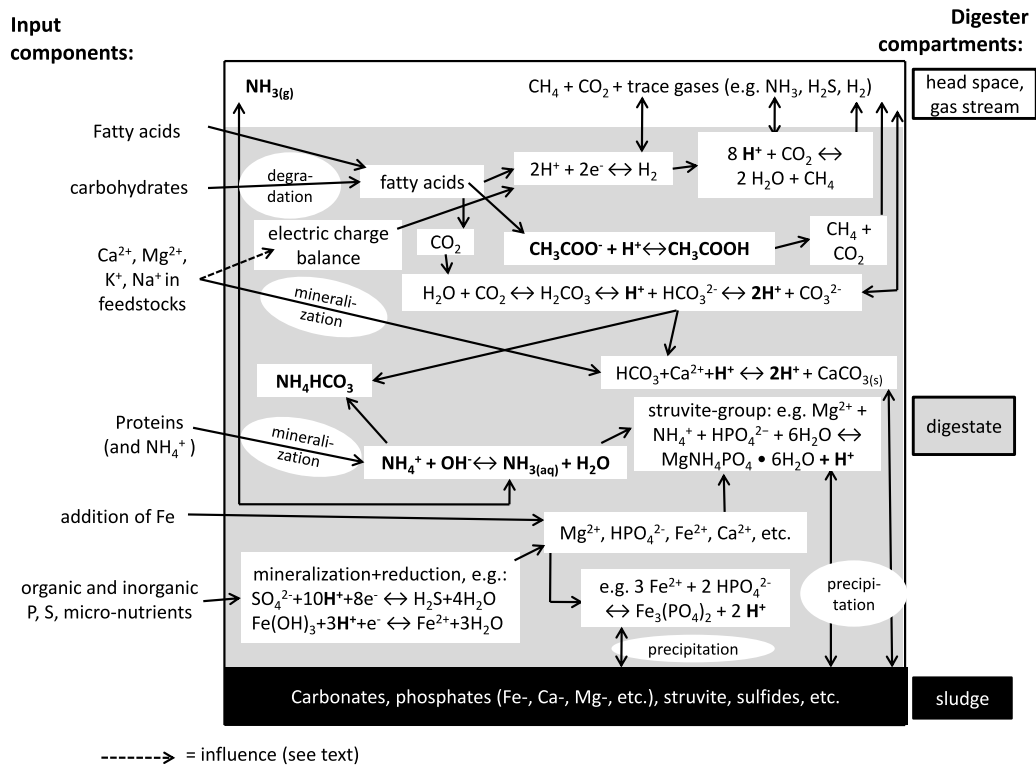 Input
components:
Digester
compartments:
NH₃₍g₎
CH₄ + CO₂ + trace gases (e.g. NH₃, H₂S, H₂)
head space,
gas stream
Fatty acids
carbohydrates
degra-
dation
fatty acids
2H⁺ + 2e⁻ ↔ H₂
8 H⁺ + CO₂ ↔
2 H₂O + CH₄
electric charge
balance
CO₂
CH₃COO⁻ + H⁺↔CH₃COOH
CH₄ +
CO₂
Ca²⁺, Mg²⁺,
K⁺, Na⁺ in
feedstocks
minerali-
zation
H₂O + CO₂ ↔ H₂CO₃ ↔ H⁺ + HCO₃²⁻ ↔ 2H⁺ + CO₃²⁻
NH₄HCO₃
HCO₃+Ca²⁺+H⁺ ↔ 2H⁺ + CaCO₃₍s₎
Proteins
(and NH₄⁺ )
minerali-
zation
NH₄⁺ + OH⁻↔ NH₃₍aq₎ + H₂O
struvite-group: e.g. Mg²⁺ +
NH₄⁺ + HPO₄²⁻ + 6H₂O ↔
MgNH₄PO₄ • 6H₂O + H⁺
digestate
addition of Fe
Mg²⁺, HPO₄²⁻, Fe²⁺, Ca²⁺, etc.
organic and inorganic
P, S, micro-nutrients
mineralization+reduction, e.g.:
SO₄²⁻+10H⁺+8e⁻ ↔ H₂S+4H₂O
Fe(OH)₃+3H⁺+e⁻ ↔ Fe²⁺+3H₂O
e.g. 3 Fe²⁺ + 2 HPO₄²⁻
↔ Fe₃(PO₄)₂ + 2 H⁺
precipi-
tation
precipitation
Carbonates, phosphates (Fe-, Ca-, Mg-, etc.), struvite, sulfides, etc.
sludge
= influence (see text)